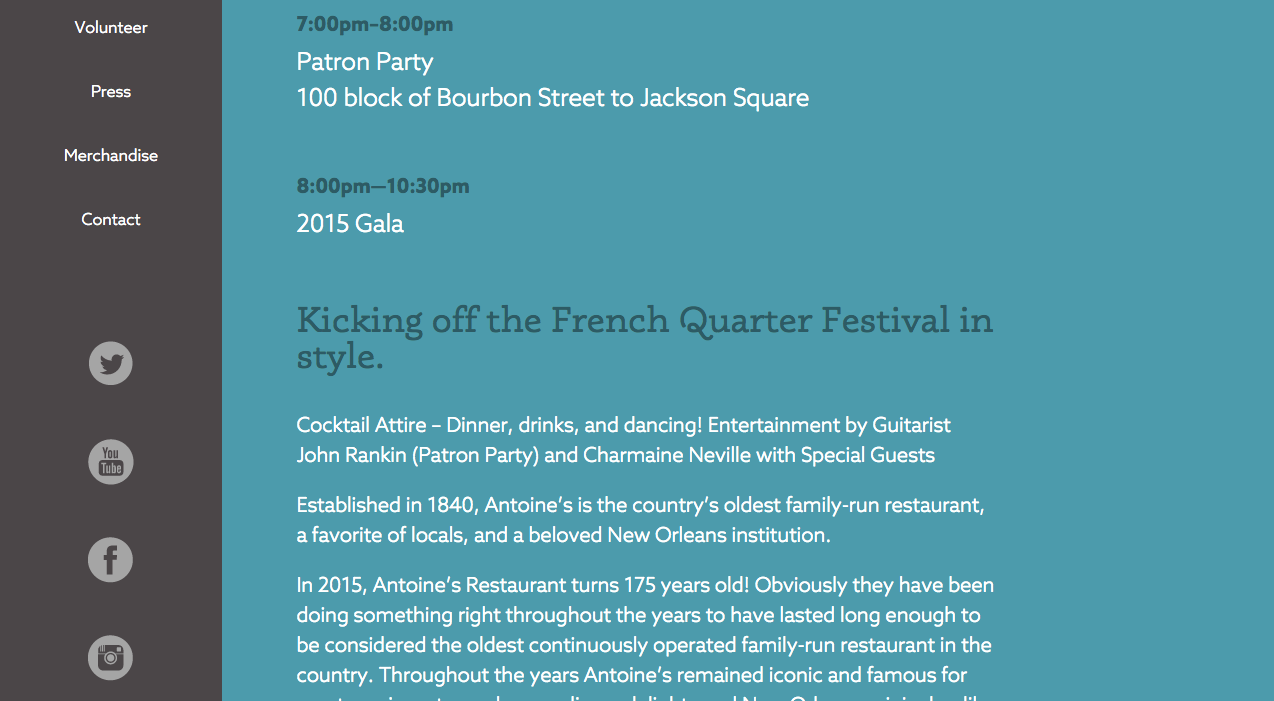 Volunteer
Press
Merchandise
Contact
You
Tube
7:00pm–8:00pm
Patron Party
100 block of Bourbon Street to Jackson Square
8:00pm—10:30pm
2015 Gala
Kicking off the French Quarter Festival in
style.
Cocktail Attire – Dinner, drinks, and dancing! Entertainment by Guitarist
John Rankin (Patron Party) and Charmaine Neville with Special Guests
Established in 1840, Antoine’s is the country’s oldest family-run restaurant,
a favorite of locals, and a beloved New Orleans institution.
In 2015, Antoine’s Restaurant turns 175 years old! Obviously they have been
doing something right throughout the years to have lasted long enough to
be considered the oldest continuously operated family-run restaurant in the
country. Throughout the years Antoine’s remained iconic and famous for